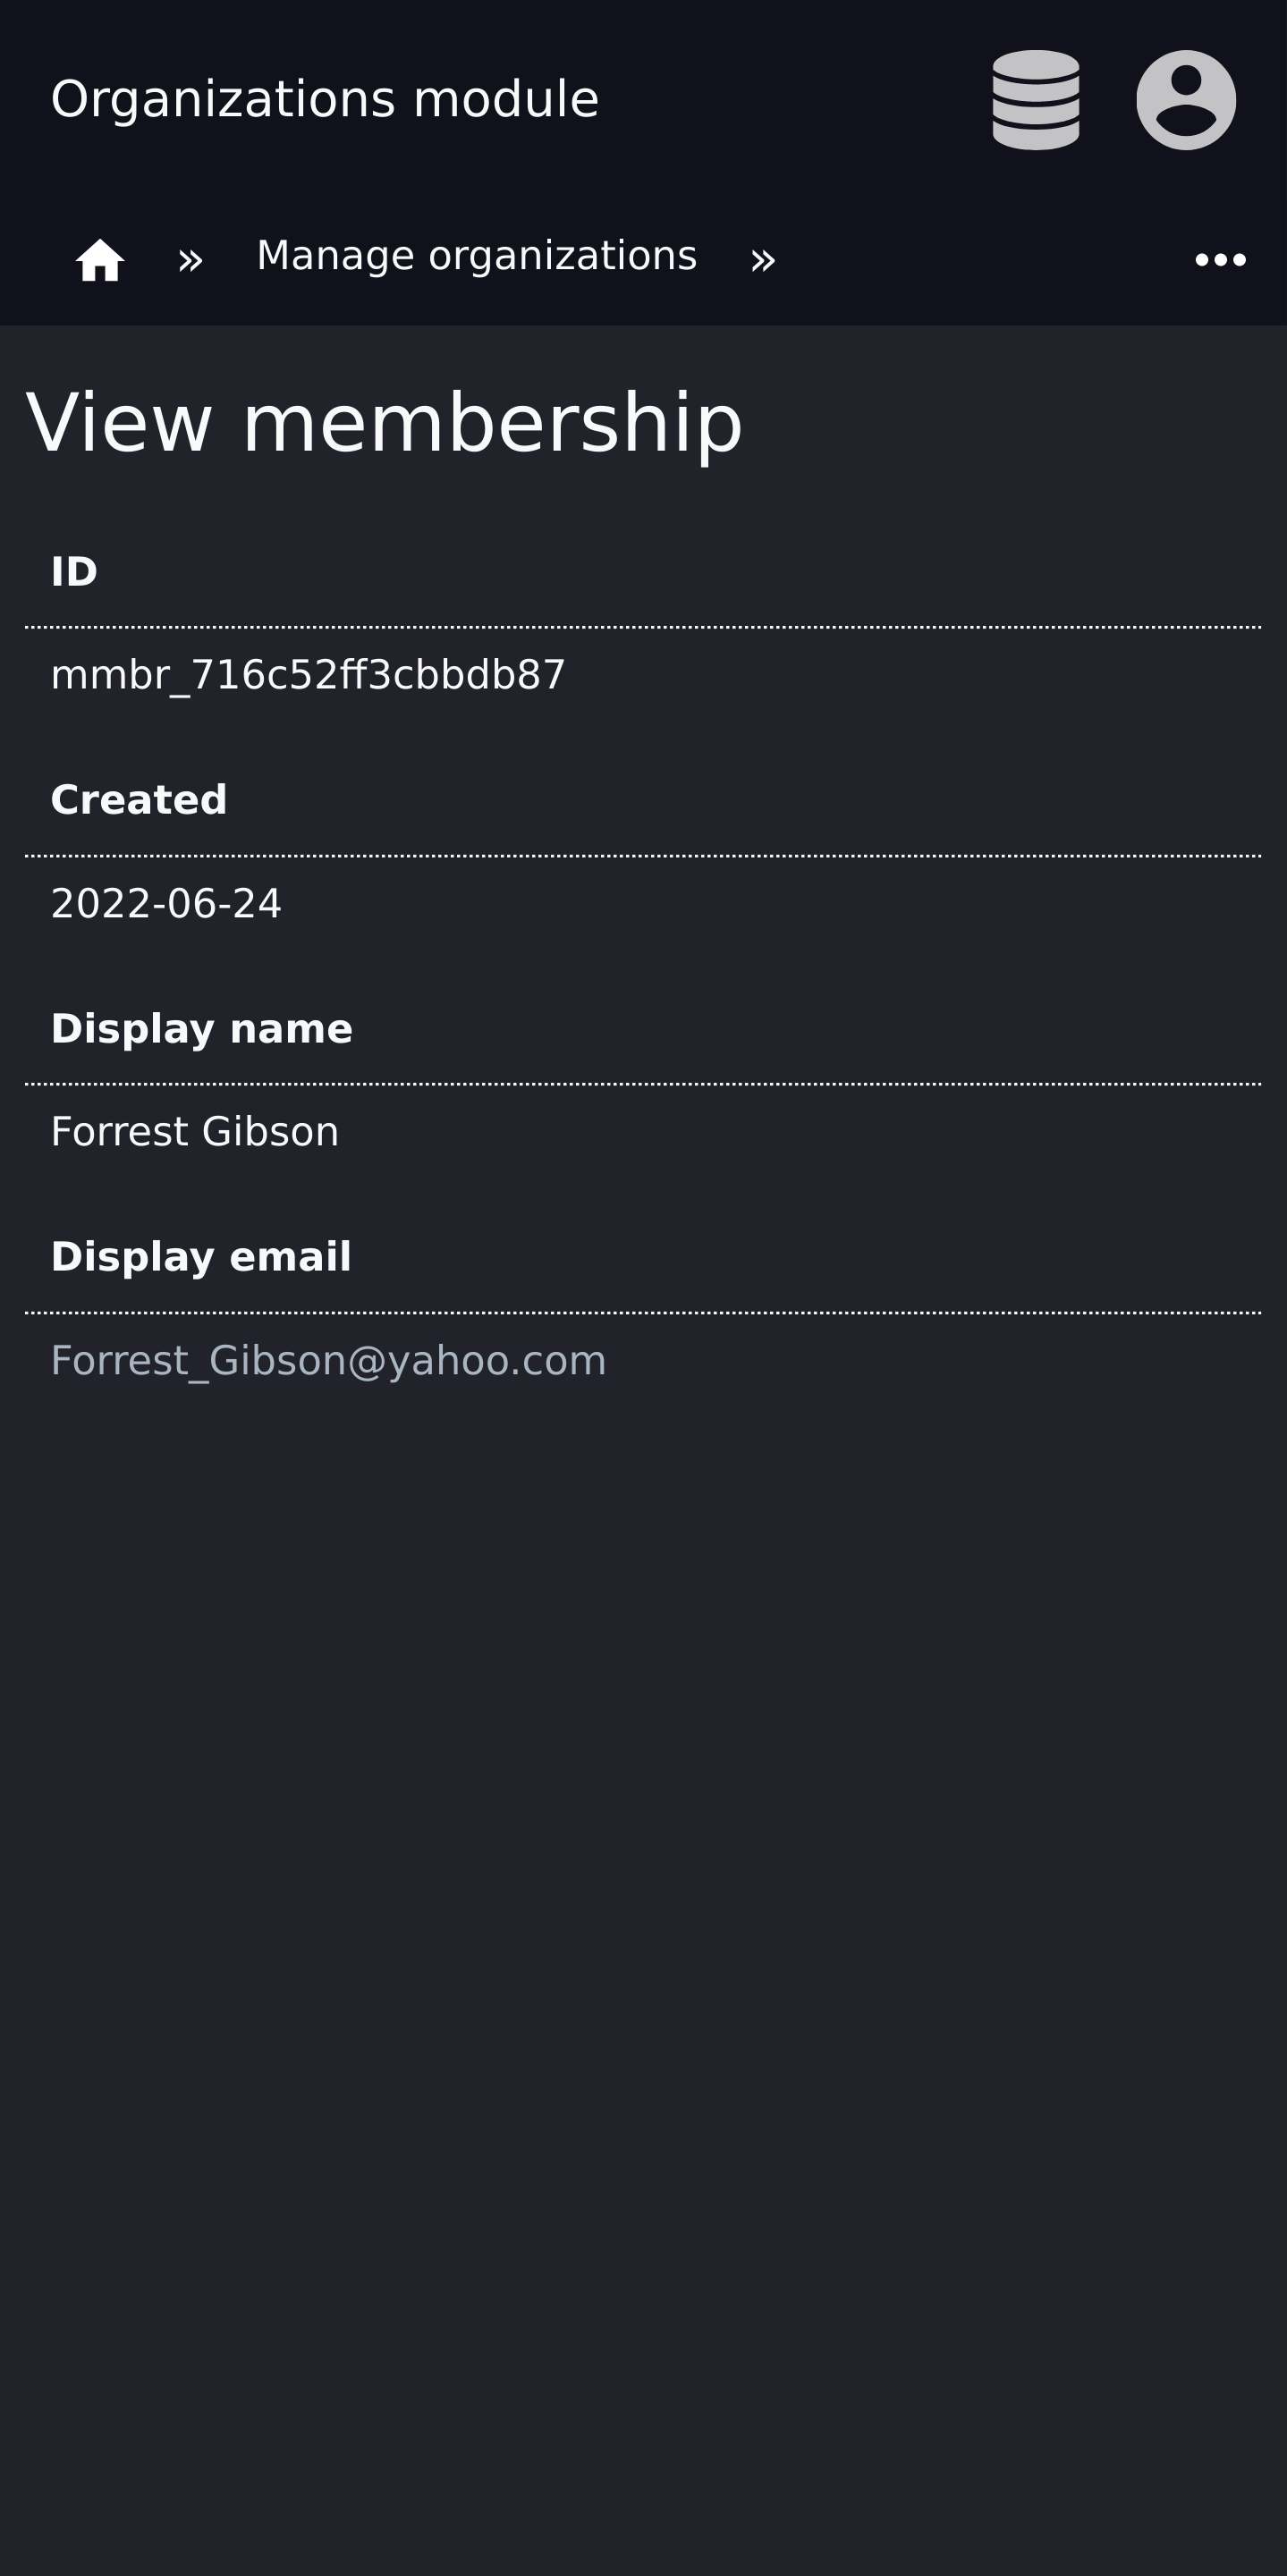 Organizations module
» Manage organizations »
View membership
ID
mmbr_716c52ff3cbbdb87
Created
2022-06-24
Display name
Forrest Gibson
Display email
Forrest_Gibson@yahoo.com